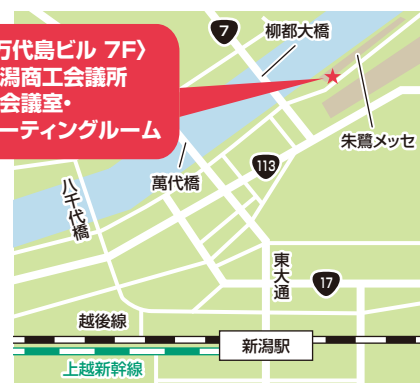 万代島ビル 7F〉
潟商工会議所
会議室・
ーティングルーム
7
柳都大橋
朱鷺メッセ
113
萬代橋
八千代橋
東大通
17
越後線
新潟駅
上越新幹線